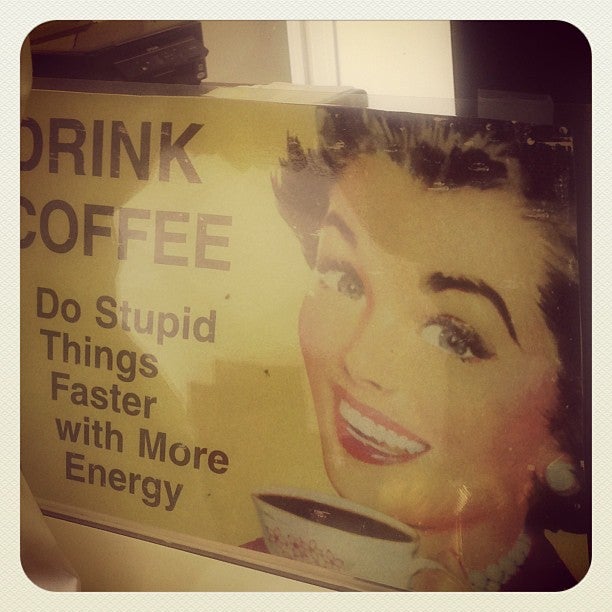 DRINK
COFFEE
Do Stupid
Things
Faster
with More
Energy